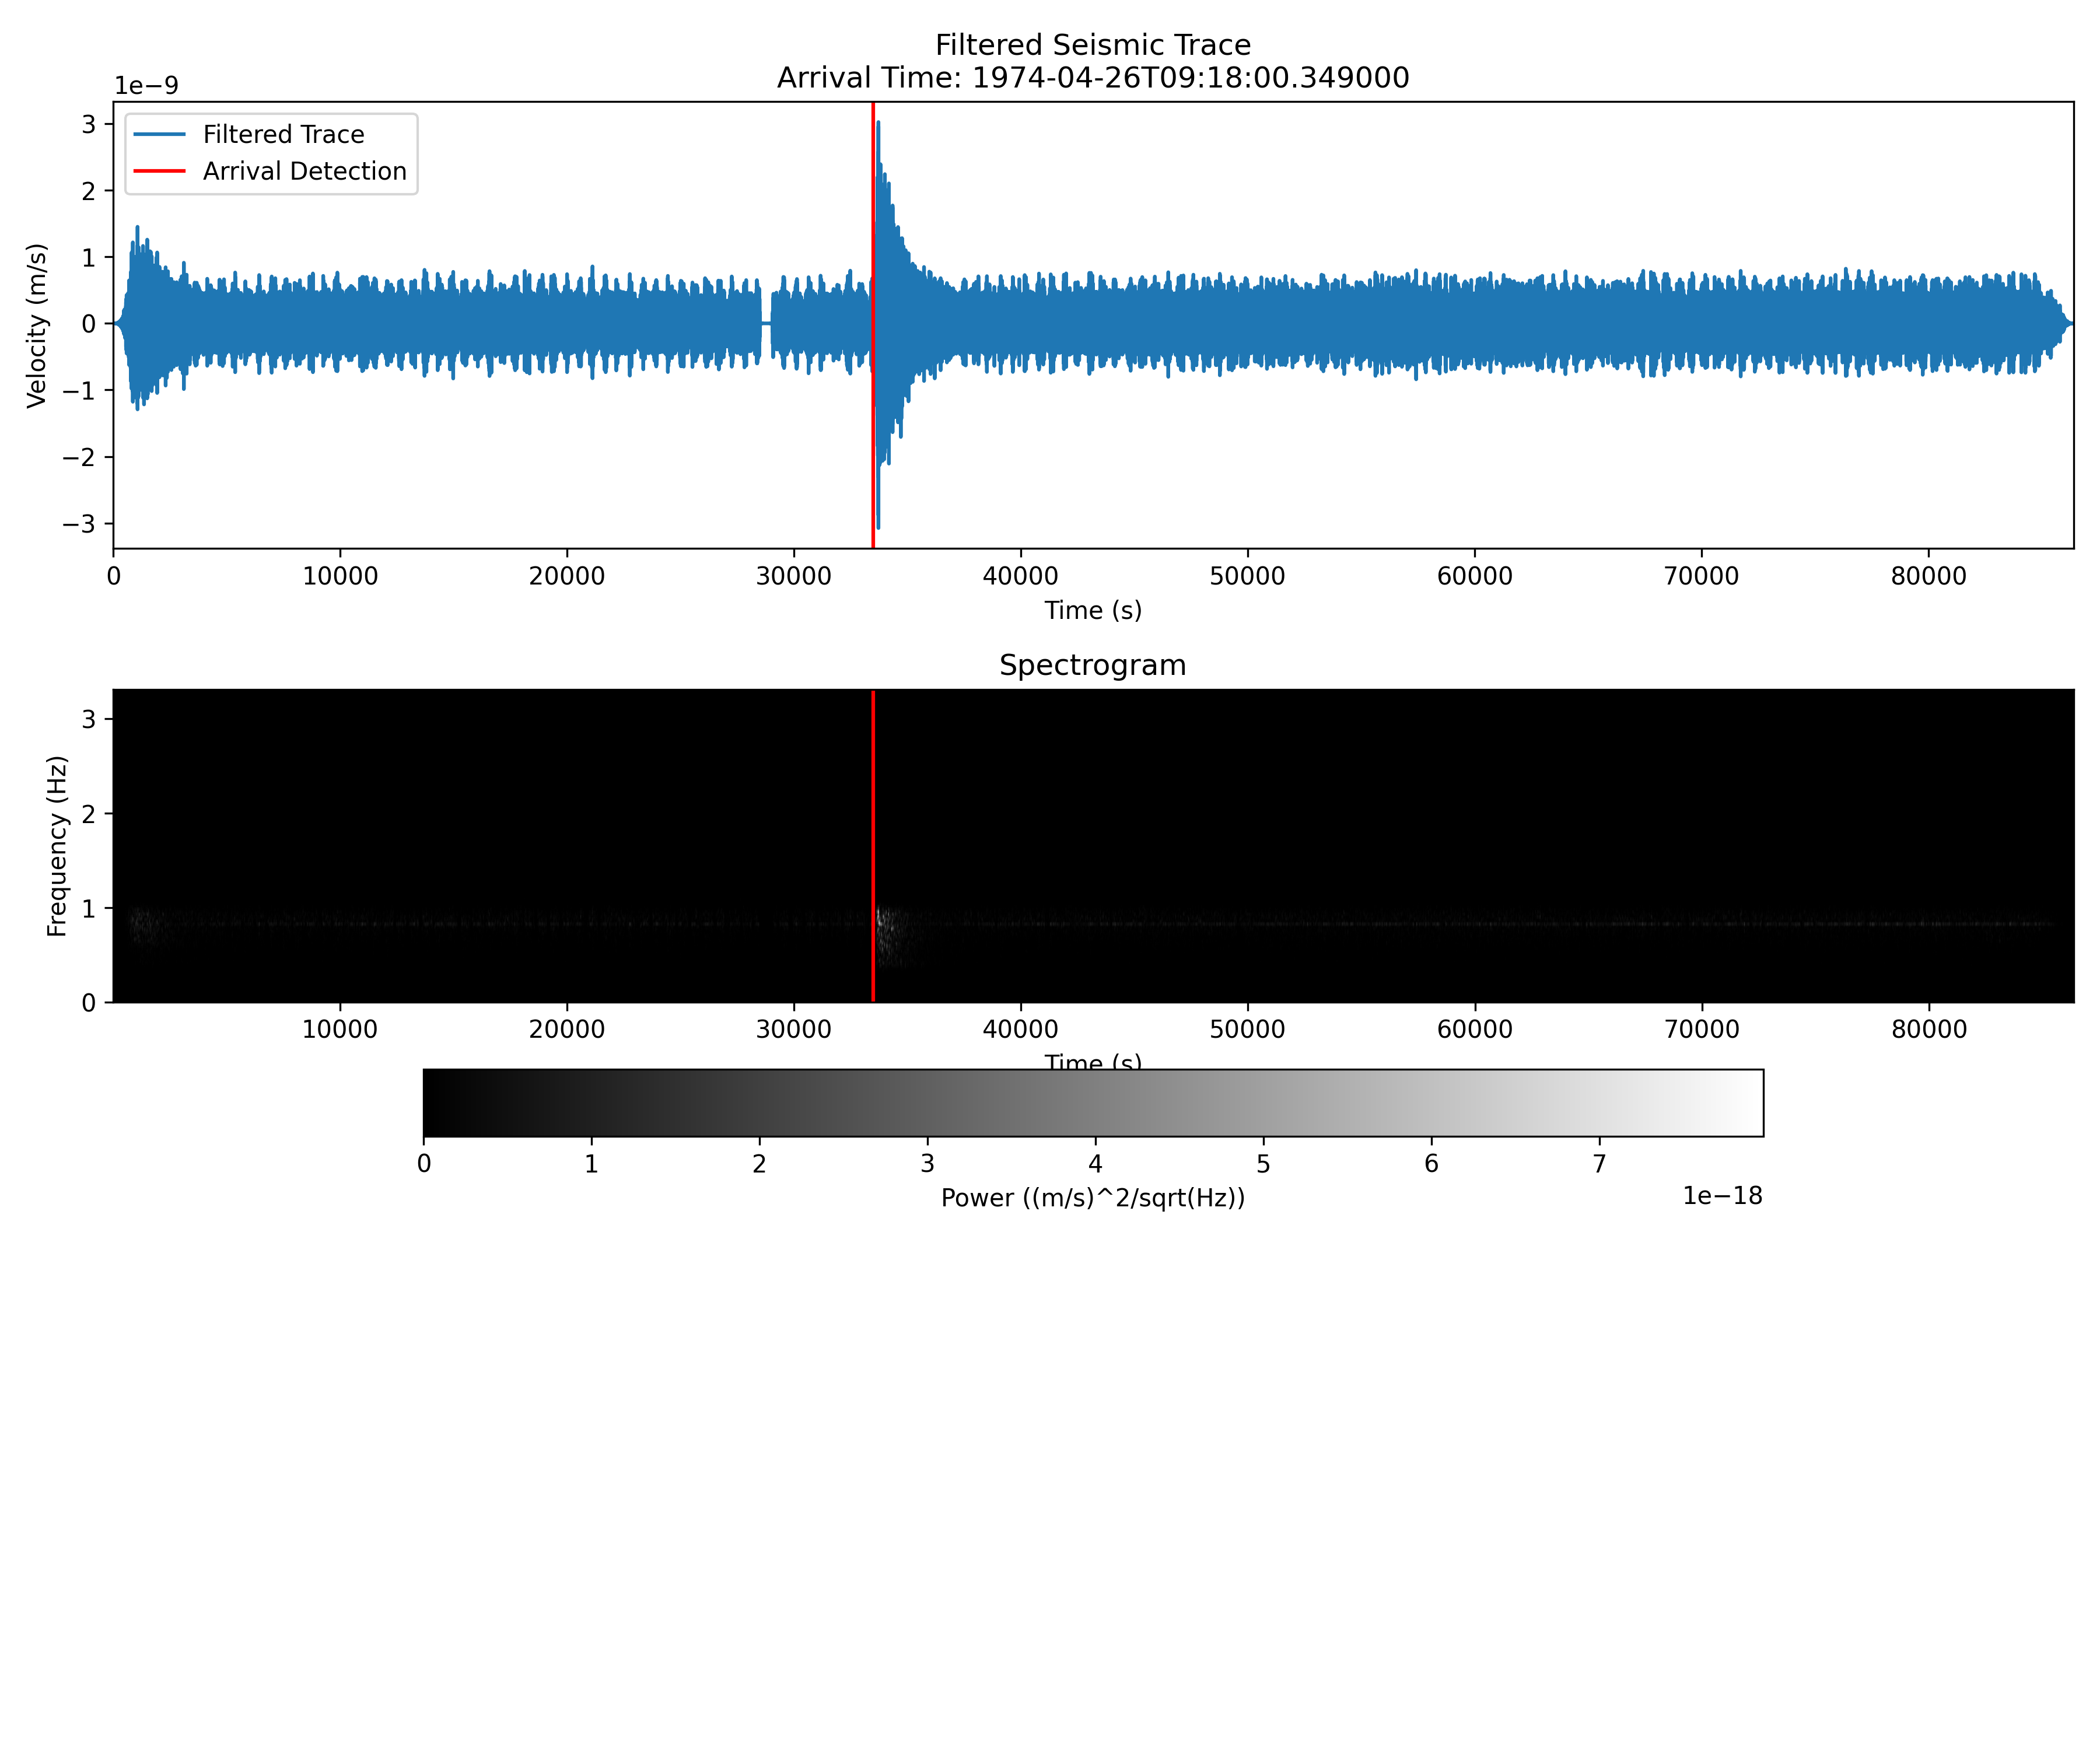 Filtered Seismic Trace
Arrival Time: 1974-04-26T09:18:00.349000
1e−9
Filtered Trace
Arrival Detection
3
2
1
0
−1
−2
−3
Velocity (m/s)
0 10000 20000 30000 40000 50000 60000 70000 80000
Time (s)
Spectrogram
3
2
1
0
Frequency (Hz)
10000 20000 30000 40000 50000 60000 70000 80000
Time (s)
0 1 2 3 4 5 6 7
Power ((m/s)^2/sqrt(Hz))
1e−18